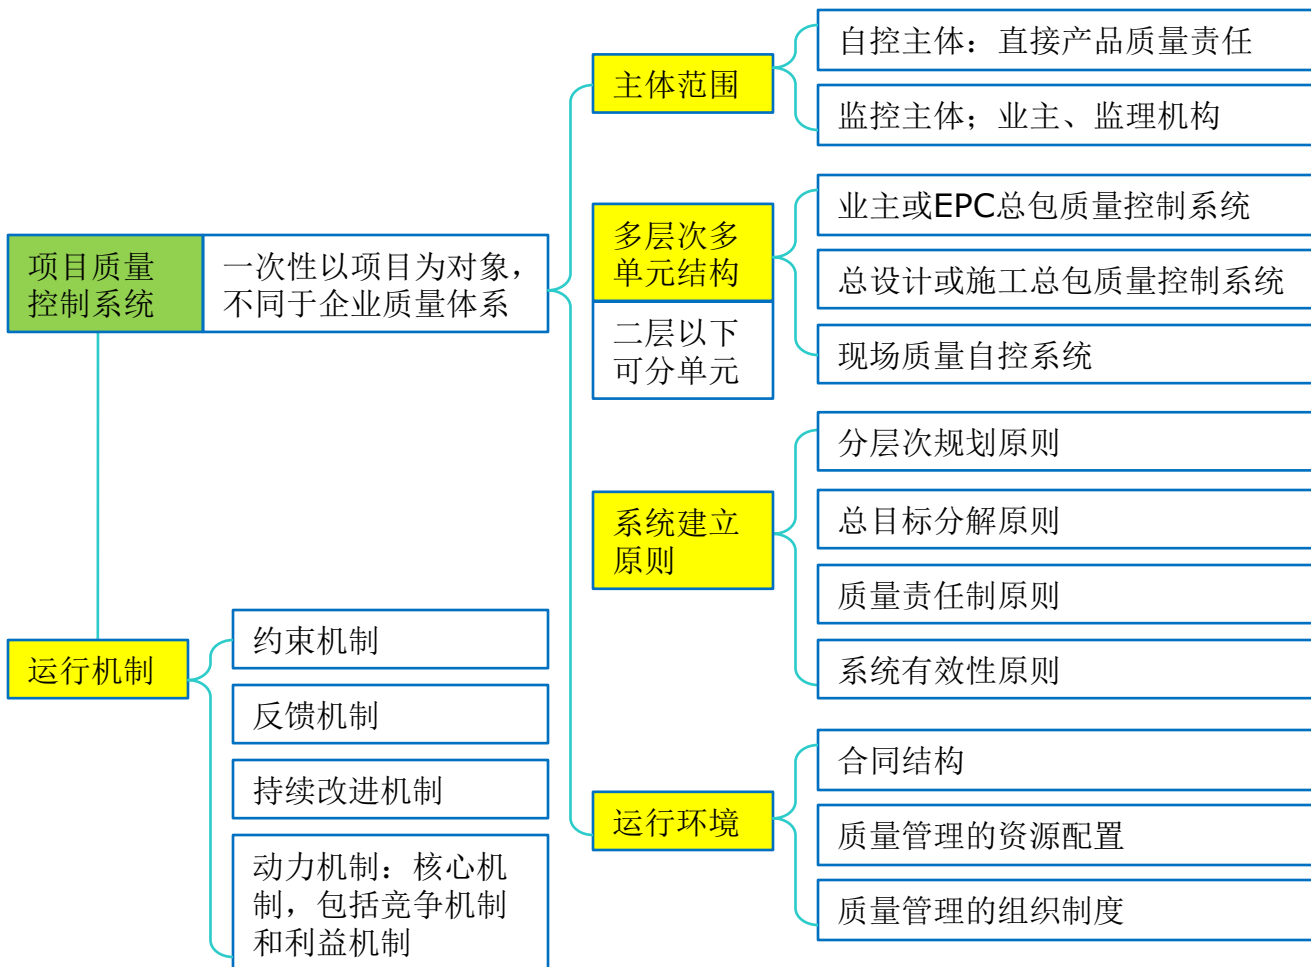 项目质量
控制系统
一次性以项目为对象，
不同于企业质量体系
主体范围
自控主体：直接产品质量责任
监控主体；业主、监理机构
多层次多
单元结构
二层以下
可分单元
业主或EPC总包质量控制系统
总设计或施工总包质量控制系统
现场质量自控系统
系统建立
原则
分层次规划原则
总目标分解原则
质量责任制原则
系统有效性原则
运行环境
合同结构
质量管理的资源配置
质量管理的组织制度
运行机制
约束机制
反馈机制
持续改进机制
动力机制：核心机
制，包括竞争机制
和利益机制